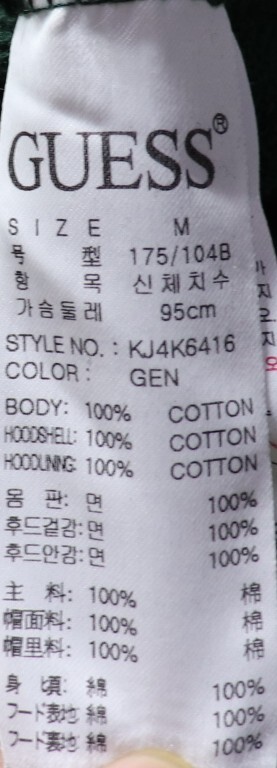 GUESS®
SIZE M
号 型 175/104B
항 목 신체치수
가슴둘레 95cm
STYLE NO. : KJ4K6416
COLOR : GEN
BODY: 100% COTTON
HOODSHELL: 100% COTTON
HOODLINING: 100% COTTON
몸 판: 면 100%
후드겉감: 면 100%
후드안감: 면 100%
主 料: 100% 棉
帽面料: 100% 棉
帽里料: 100% 棉
身 頃: 綿 100%
フード表地 綿 100%
フード裏地 綿 100%